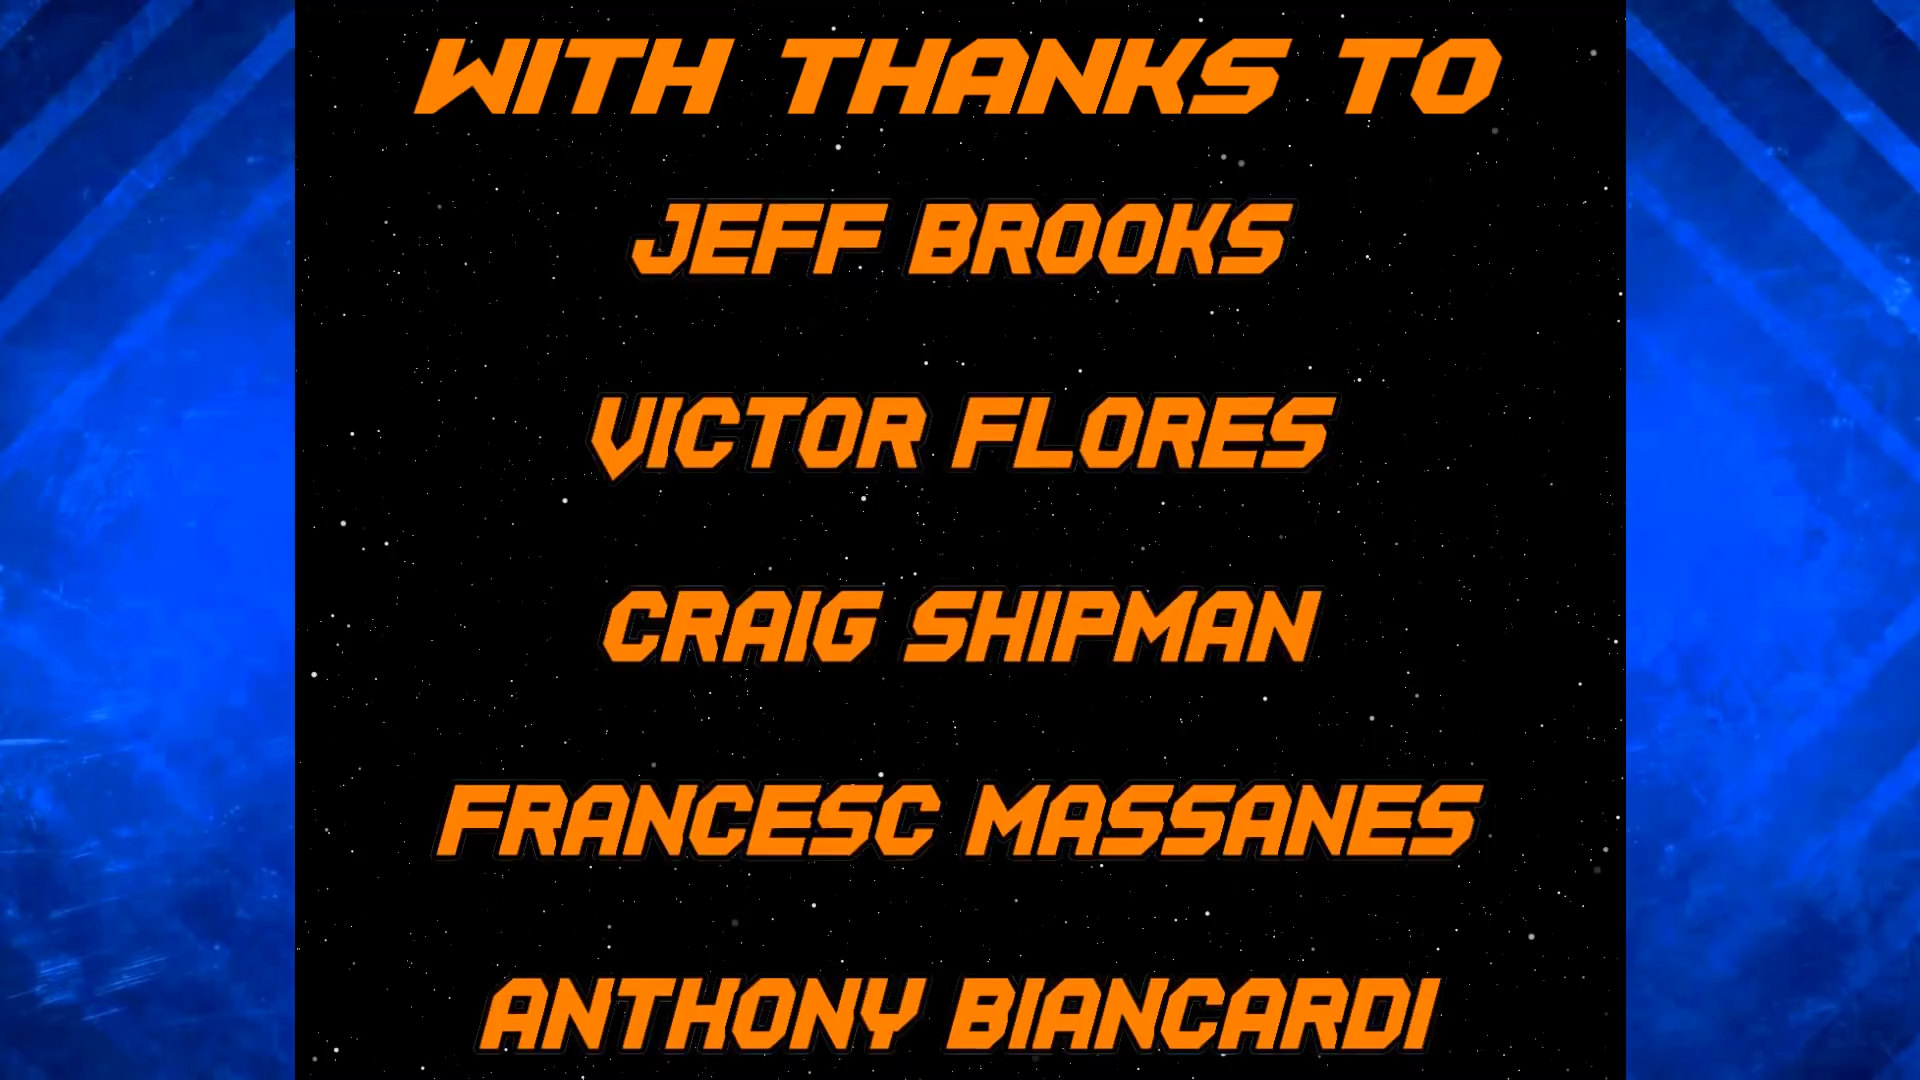 WITH THANKS TO
JEFF BROOKS
VICTOR FLORES
CRAIG SHIPMAN
FRANCESC MASSANES
ANTHONY BIANCARDI